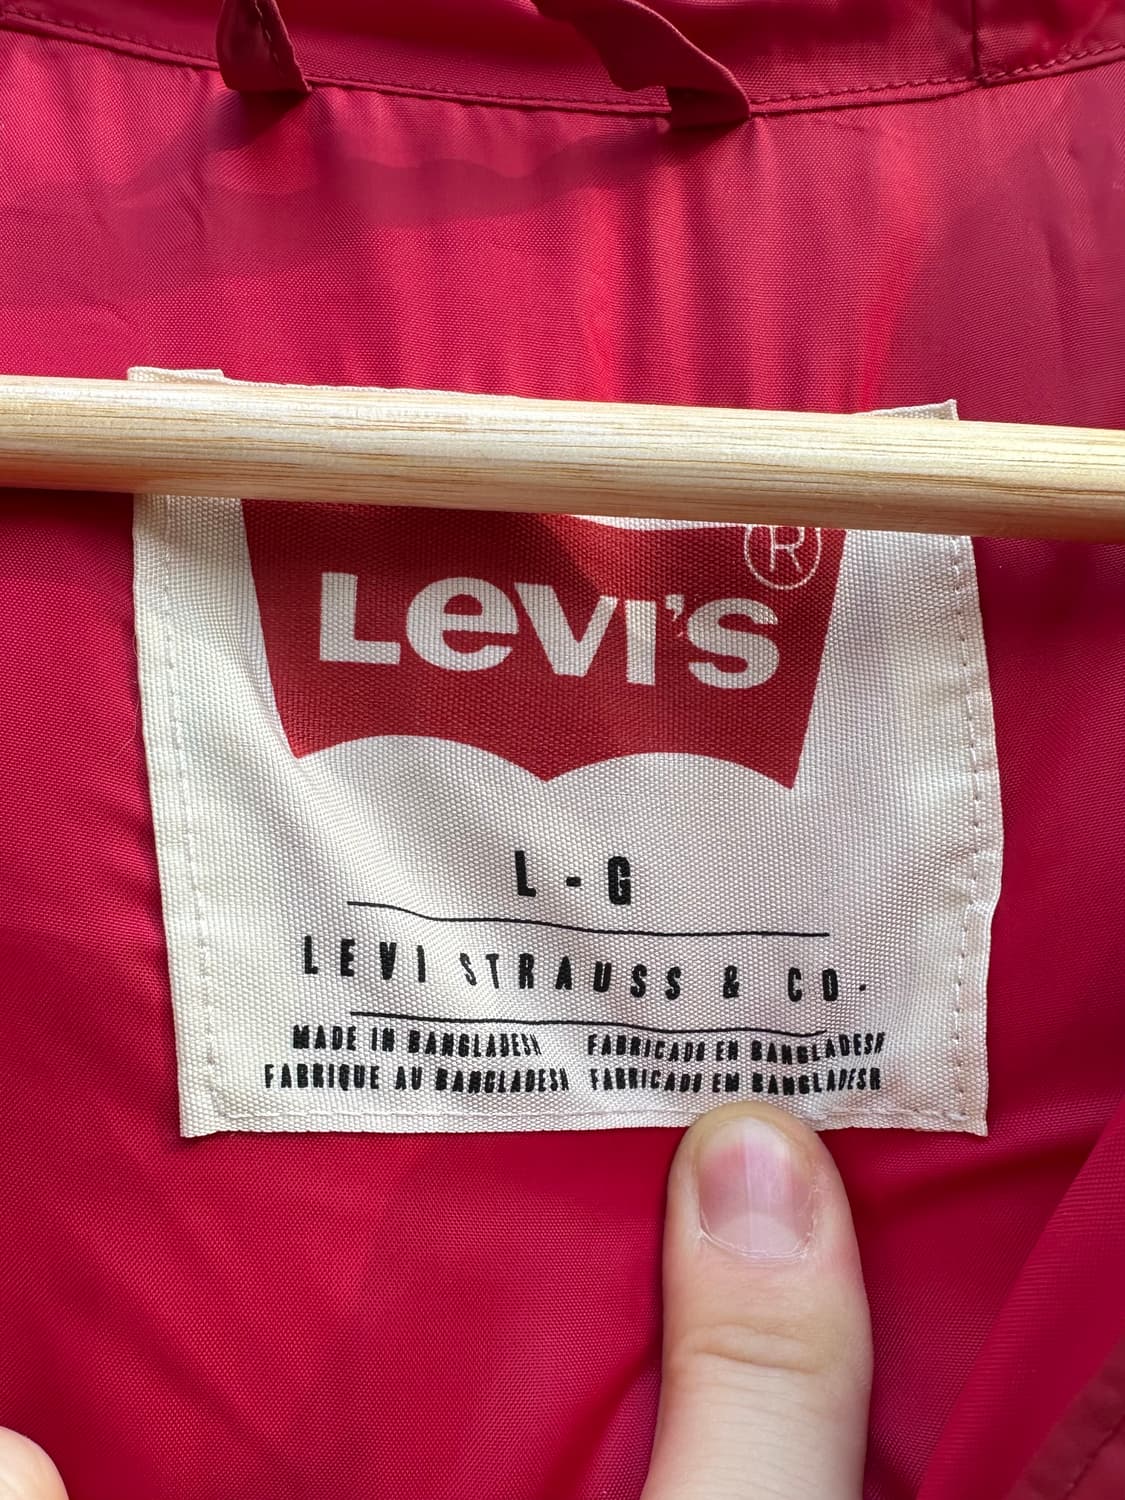 Levi's ®
L - G
LEVI STRAUSS & CO.
MADE IN BANGLADESH FABRICADO EN BANGLADESH
FABRIQUE AU BANGLADESH FABRICADO EM BANGLADESH